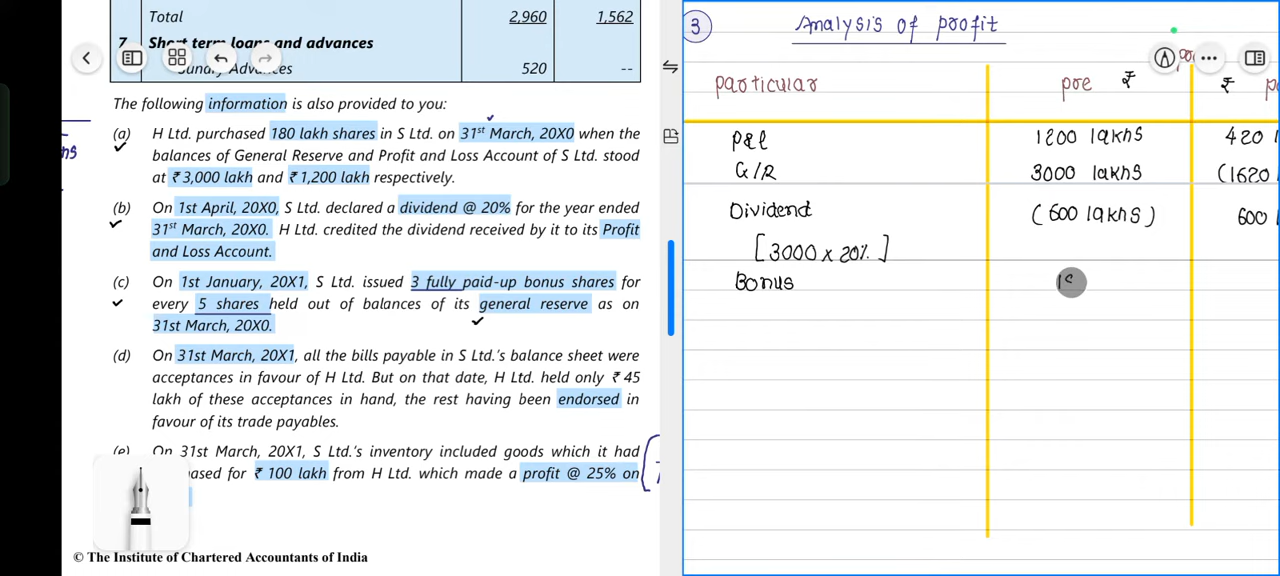 Total 2,960 1,562
7. Short term loans and advances
Sundry Advances 520 --
The following information is also provided to you:
(a) H Ltd. purchased 180 lakh shares in S Ltd. on 31st March, 20X0 when the
balances of General Reserve and Profit and Loss Account of S Ltd. stood
at ₹ 3,000 lakh and ₹ 1,200 lakh respectively.
(b) On 1st April, 20X0, S Ltd. declared a dividend @ 20% for the year ended
31st March, 20X0. H Ltd. credited the dividend received by it to its Profit
and Loss Account.
(c) On 1st January, 20X1, S Ltd. issued 3 fully paid-up bonus shares for
every 5 shares held out of balances of its general reserve as on
31st March, 20X0.
(d) On 31st March, 20X1, all the bills payable in S Ltd.'s balance sheet were
acceptances in favour of H Ltd. But on that date, H Ltd. held only ₹ 45
lakh of these acceptances in hand, the rest having been endorsed in
favour of its trade payables.
(e) On 31st March, 20X1, S Ltd.'s inventory included goods which it had
ased for ₹ 100 lakh from H Ltd. which made a profit @ 25% on
© The Institute of Chartered Accountants of India
hs
3 Analysis of profit
particular pre ₹ ₹ po
P&L 1200 lakhs 420 l
G/R 3000 lakhs (1620 l
Dividend (600 lakhs) 600 l
[3000 x 20%]
Bonus